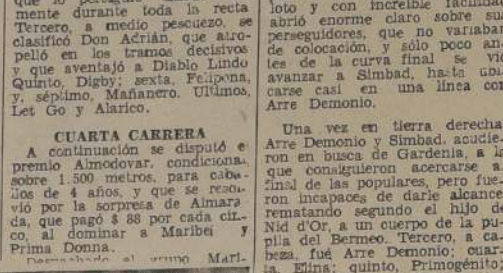 mente durante toda la recta
Tercero, a medio pescuezo, se
clasificó Don Adrián, que atro-
pelló en los tramos decisivos
y que aventajó a Diablo Lindo
Quinto, Digby; sexta, Felipona,
y, séptimo, Mañanero. Ultimos,
Let Go y Alarico.
CUARTA CARRERA
A continuación se disputó e
premio Almodovar, condiciona
sobre 1.500 metros, para caba-
llos de 4 años, y que se resol-
vió por la sorpresa de Almara
da, que pagó $ 88 por cada cin-
co, al dominar a Maribel y
Prima Donna.
Mari-
loto y con increíble facilidad
abrió enorme claro sobre su
perseguidores, que no variaban
de colocación, y sólo poco an
tes de la curva final se vi
avanzar a Simbad, hasta
carse casi en una línea con
Arre Demonio.
Una vez en tierra derecha
Arre Demonio y Simbad, acudie-
ron en busca de Gardenia, a l
que consiguieron acercarse a
final de las populares, pero fue-
ron incapaces de darle alcance
rematando segundo el hijo d
Nid d'Or, a un cuerpo de la pu-
pila del Bermeo. Tercero, a ca-
beza, fué Arre Demonio; cuar-
ta Elina; quinto, Primogénito,